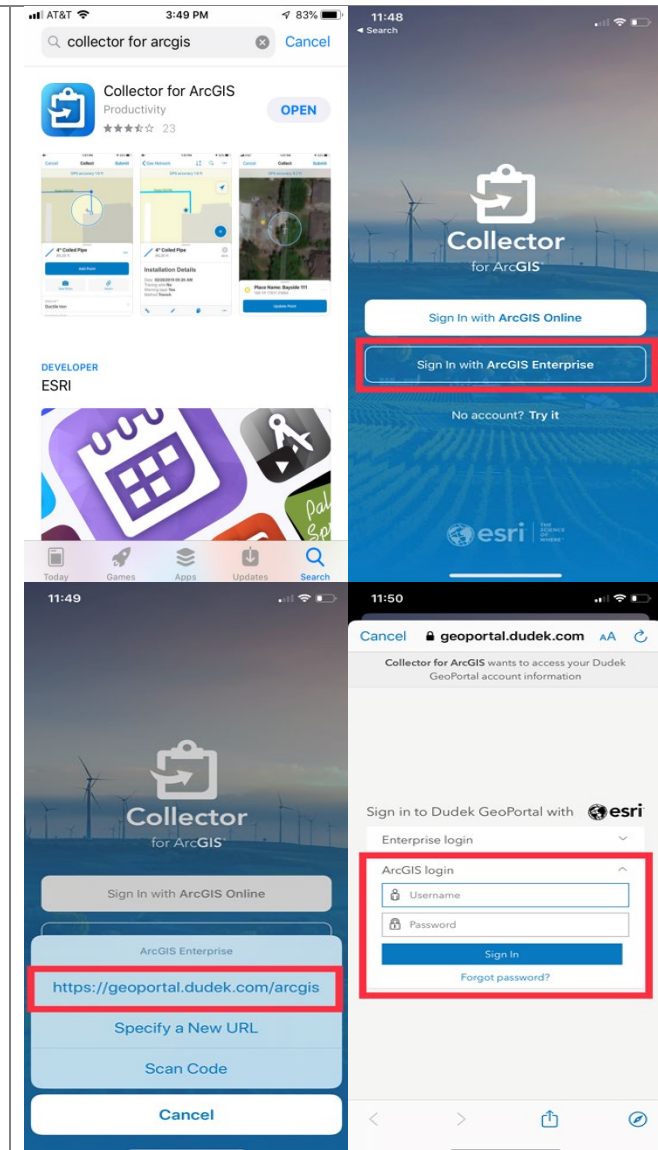 AT&T 3:49 PM 83%
collector for arcgis Cancel
Collector for ArcGIS
Productivity
OPEN
23
DEVELOPER
ESRI
Today Games Apps Updates Search
11:48
Search
Collector
for ArcGIS
Sign In with ArcGIS Online
Sign In with ArcGIS Enterprise
No account? Try it
esri THE SCIENCE OF WHERE
11:49
Collector
for ArcGIS
Sign In with ArcGIS Online
ArcGIS Enterprise
https://geoportal.dudek.com/arcgis
Specify a New URL
Scan Code
Cancel
11:50
Cancel geoportal.dudek.com AA
Collector for ArcGIS wants to access your Dudek
GeoPortal account information
Sign in to Dudek GeoPortal with esri
Enterprise login
ArcGIS login
Username
Password
Sign In
Forgot password?